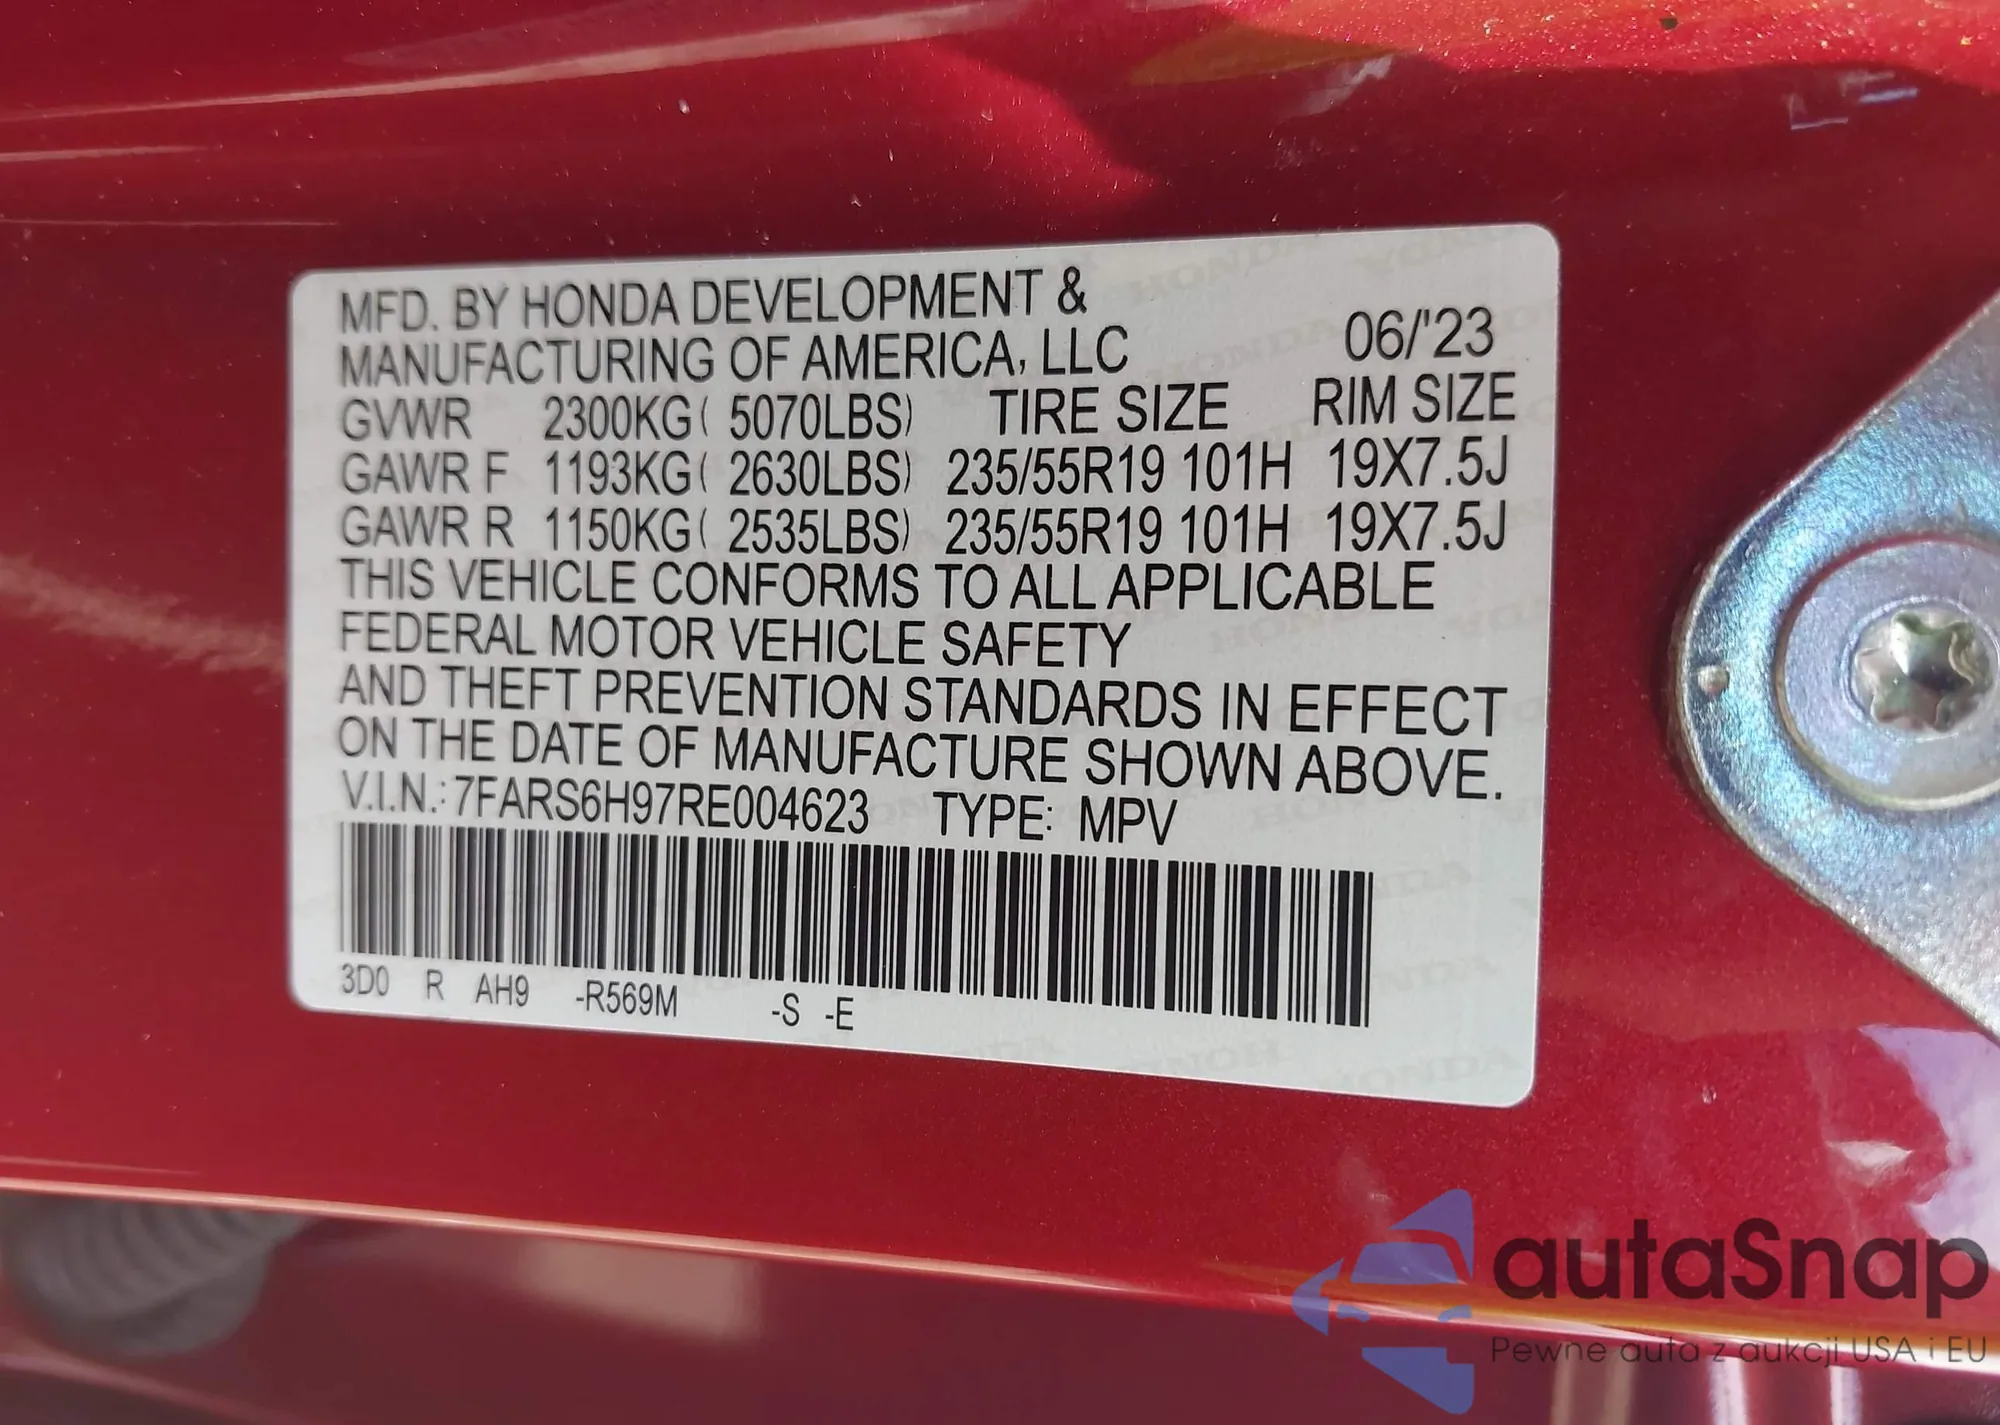 MFD. BY HONDA DEVELOPMENT &
MANUFACTURING OF AMERICA, LLC 06/'23
GVWR 2300KG( 5070LBS) TIRE SIZE RIM SIZE
GAWR F 1193KG( 2630LBS) 235/55R19 101H 19X7.5J
GAWR R 1150KG( 2535LBS) 235/55R19 101H 19X7.5J
THIS VEHICLE CONFORMS TO ALL APPLICABLE
FEDERAL MOTOR VEHICLE SAFETY
AND THEFT PREVENTION STANDARDS IN EFFECT
ON THE DATE OF MANUFACTURE SHOWN ABOVE.
V.I.N.: 7FARS6H97RE004623 TYPE: MPV
3D0 R AH9 -R569M -S -E
autaSnap
Pewne auta z aukcji USA i EU